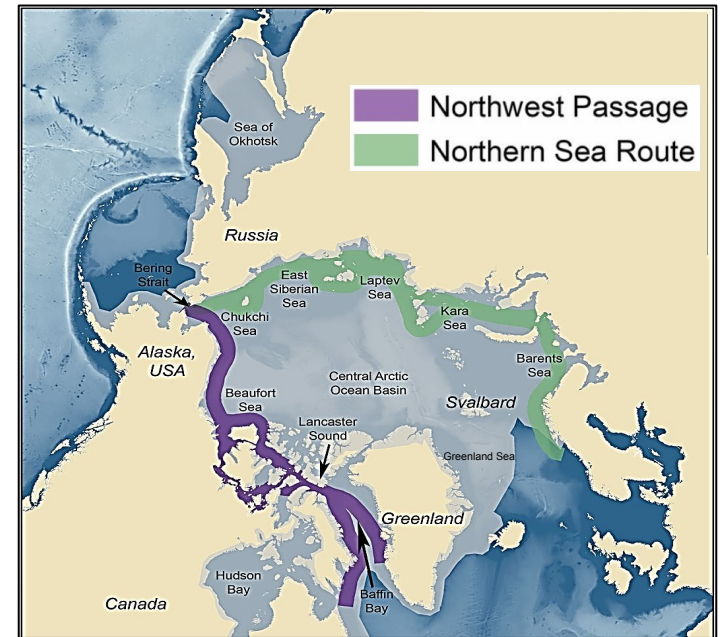 Northwest Passage
Northern Sea Route
Sea of
Okhotsk
Russia
Bering
Strait
East
Siberian
Sea
Laptev
Sea
Chukchi
Sea
Kara
Sea
Alaska,
USA
Barents
Sea
Central Arctic
Ocean Basin
Beaufort
Sea
Svalbard
Lancaster
Sound
Greenland Sea
Greenland
Hudson
Bay
Baffin
Bay
Canada